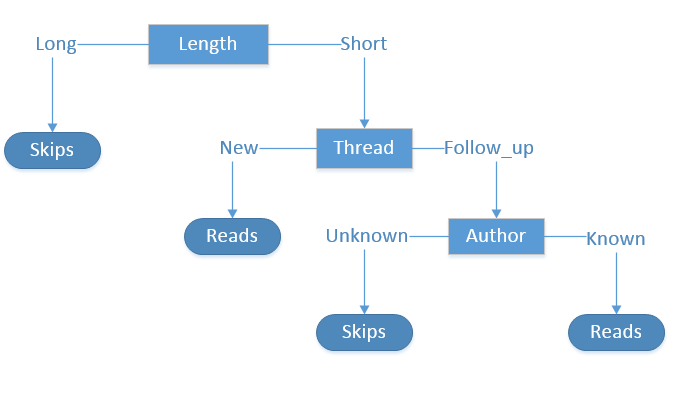 Long
Length
Short
Skips
New
Thread
Follow_up
Reads
Unknown
Author
Known
Skips
Reads